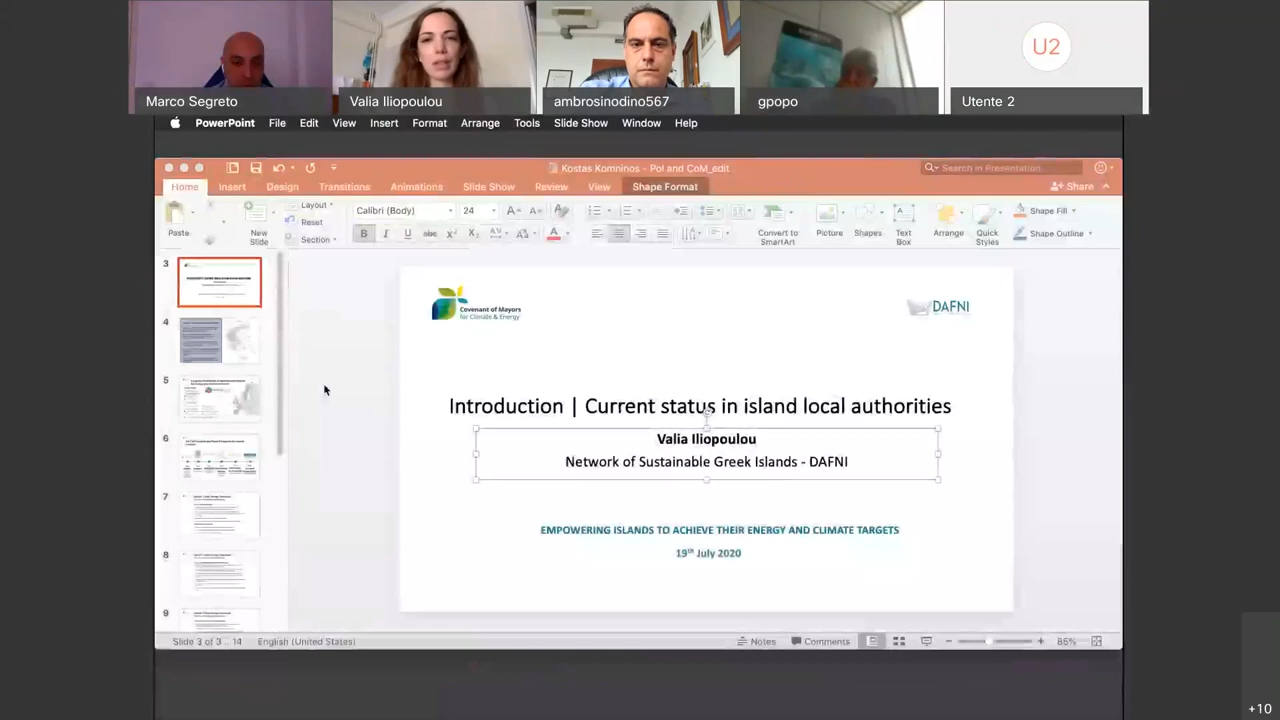 U2
Marco Segreto
Valia Iliopoulou
ambrosinodino567
gpopo
Utente 2
PowerPoint File Edit View Insert Format Arrange Tools Slide Show Window Help
Kostas Komninos - PoI and CoM_edit
Search in Presentation
Home Insert Design Transitions Animations Slide Show Review View Shape Format
Share
Paste
New
Slide
Layout
Reset
Section
Calibri (Body)
24
Convert to
SmartArt
Picture
Shapes
Text
Box
Arrange
Quick
Styles
Shape Fill
Shape Outline
3
4
5
6
7
8
9
Covenant of Mayors
for Climate & Energy
DAFNI
Introduction | Current status in island local authorities
Valia Iliopoulou
Network of Sustainable Greek Islands - DAFNI
EMPOWERING ISLANDS TO ACHIEVE THEIR ENERGY AND CLIMATE TARGETS
19th July 2020
Slide 3 of 3 .. 14
English (United States)
Notes
Comments
85%
+10